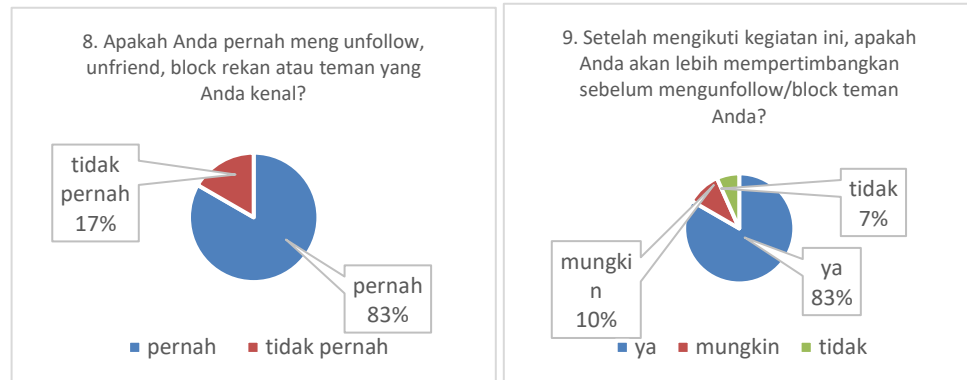 8. Apakah Anda pernah meng unfollow,
unfriend, block rekan atau teman yang
Anda kenal?
tidak
pernah
17%
pernah
83%
pernah
tidak pernah
9. Setelah mengikuti kegiatan ini, apakah
Anda akan lebih mempertimbangkan
sebelum mengunfollow/block teman
Anda?
tidak
7%
mungki
n
10%
ya
83%
ya
mungkin
tidak